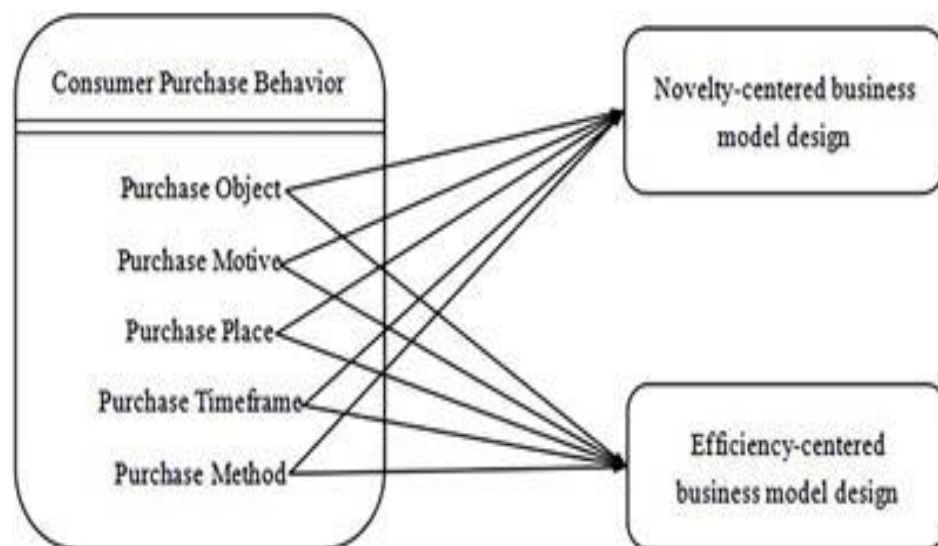 Consumer Purchase Behavior
Purchase Object
Purchase Motive
Purchase Place
Purchase Timeframe
Purchase Method
Novelty-centered business
model design
Efficiency-centered
business model design